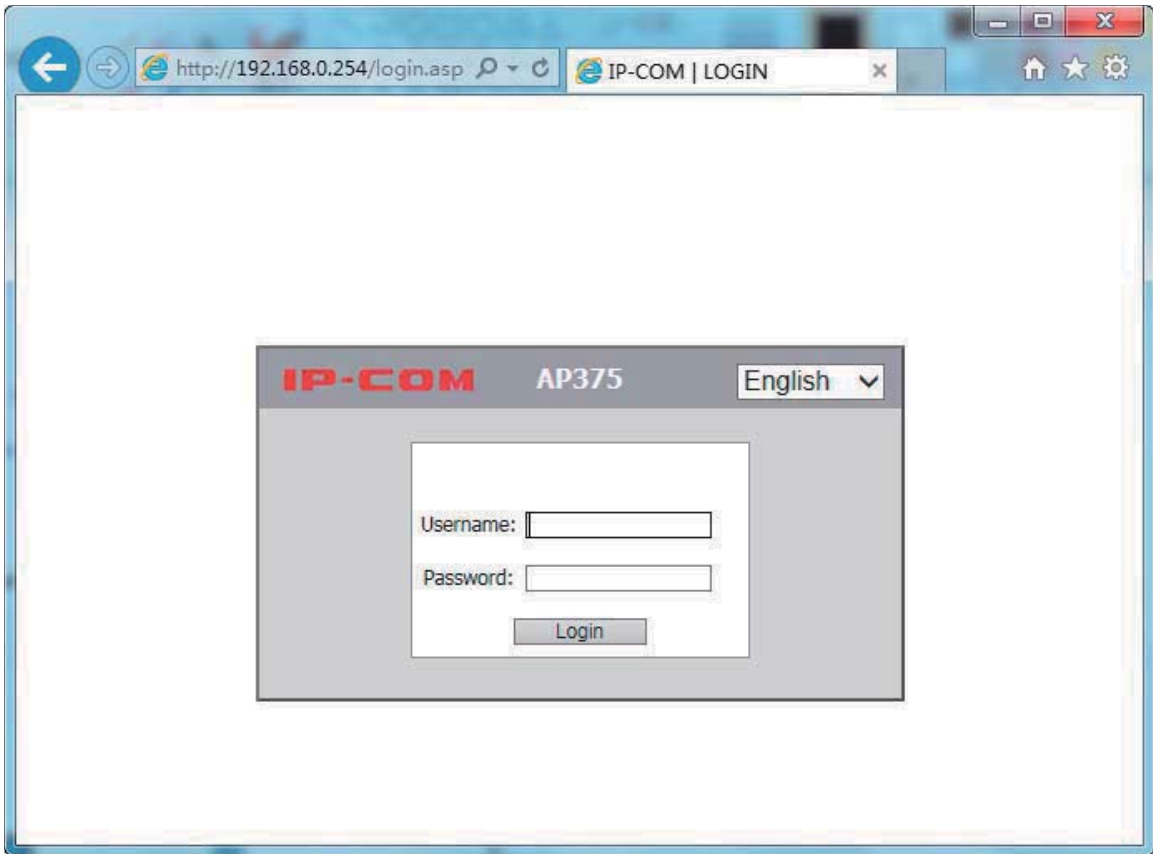 http://192.168.0.254/login.asp
IP-COM | LOGIN
IP-COM AP375 English
Username:
Password:
Login